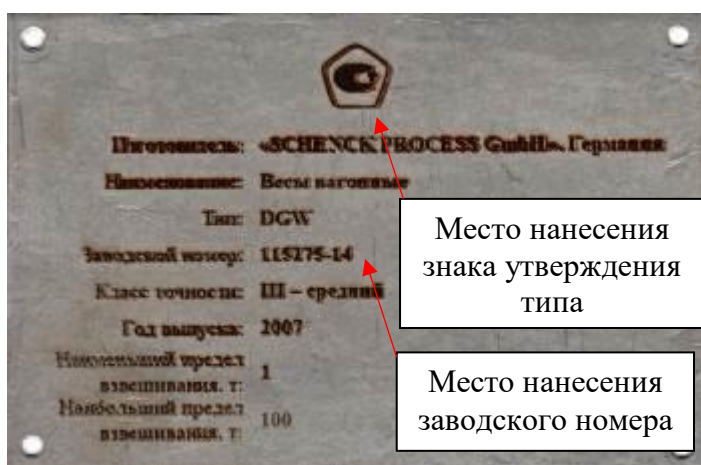 Изготовитель: «SCHENCK PROCESS GmbH», Германия
Наименование: Весы вагонные
Тип: DGW
Заводской номер: 115275-14
Класс точности: III – средний
Год выпуска: 2007
Наименьший предел
взвешивания, т: 1
Наибольший предел
взвешивания, т: 100
Место нанесения
знака утверждения
типа
Место нанесения
заводского номера